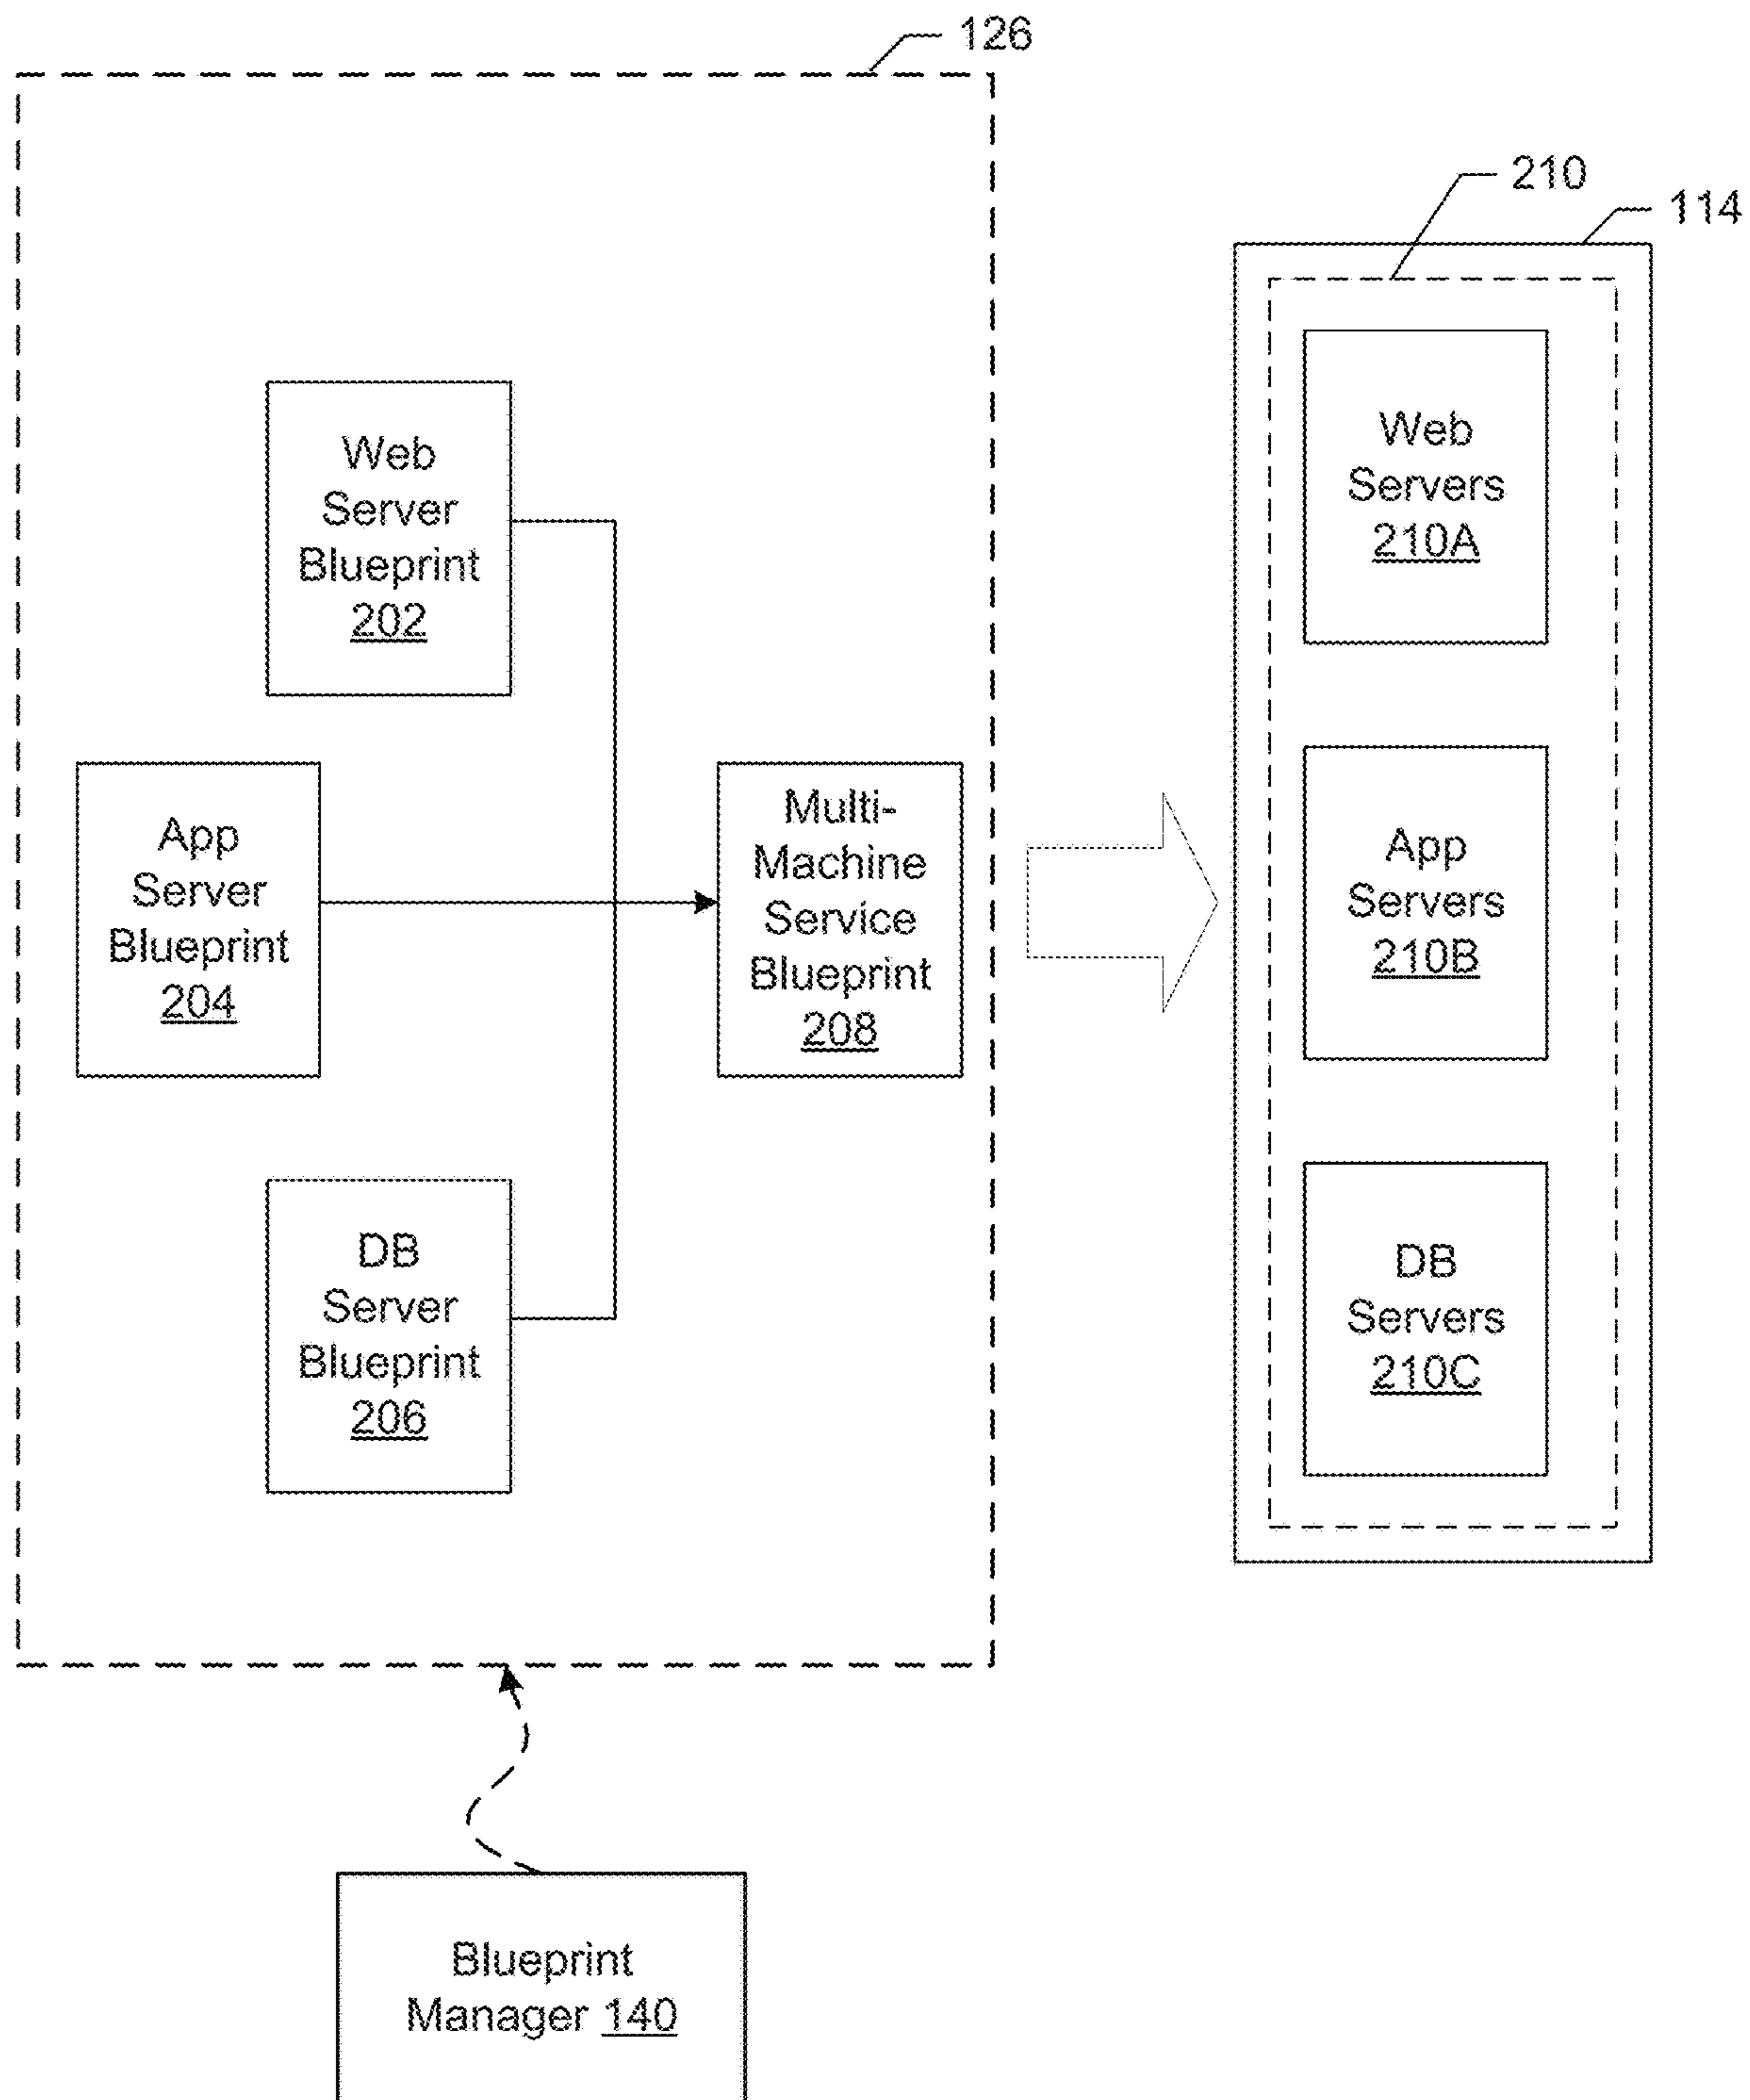 126
210
114
Web
Server
Blueprint
202
App
Server
Blueprint
204
DB
Server
Blueprint
206
Multi-
Machine
Service
Blueprint
208
Web
Servers
210A
App
Servers
210B
DB
Servers
210C
Blueprint
Manager 140